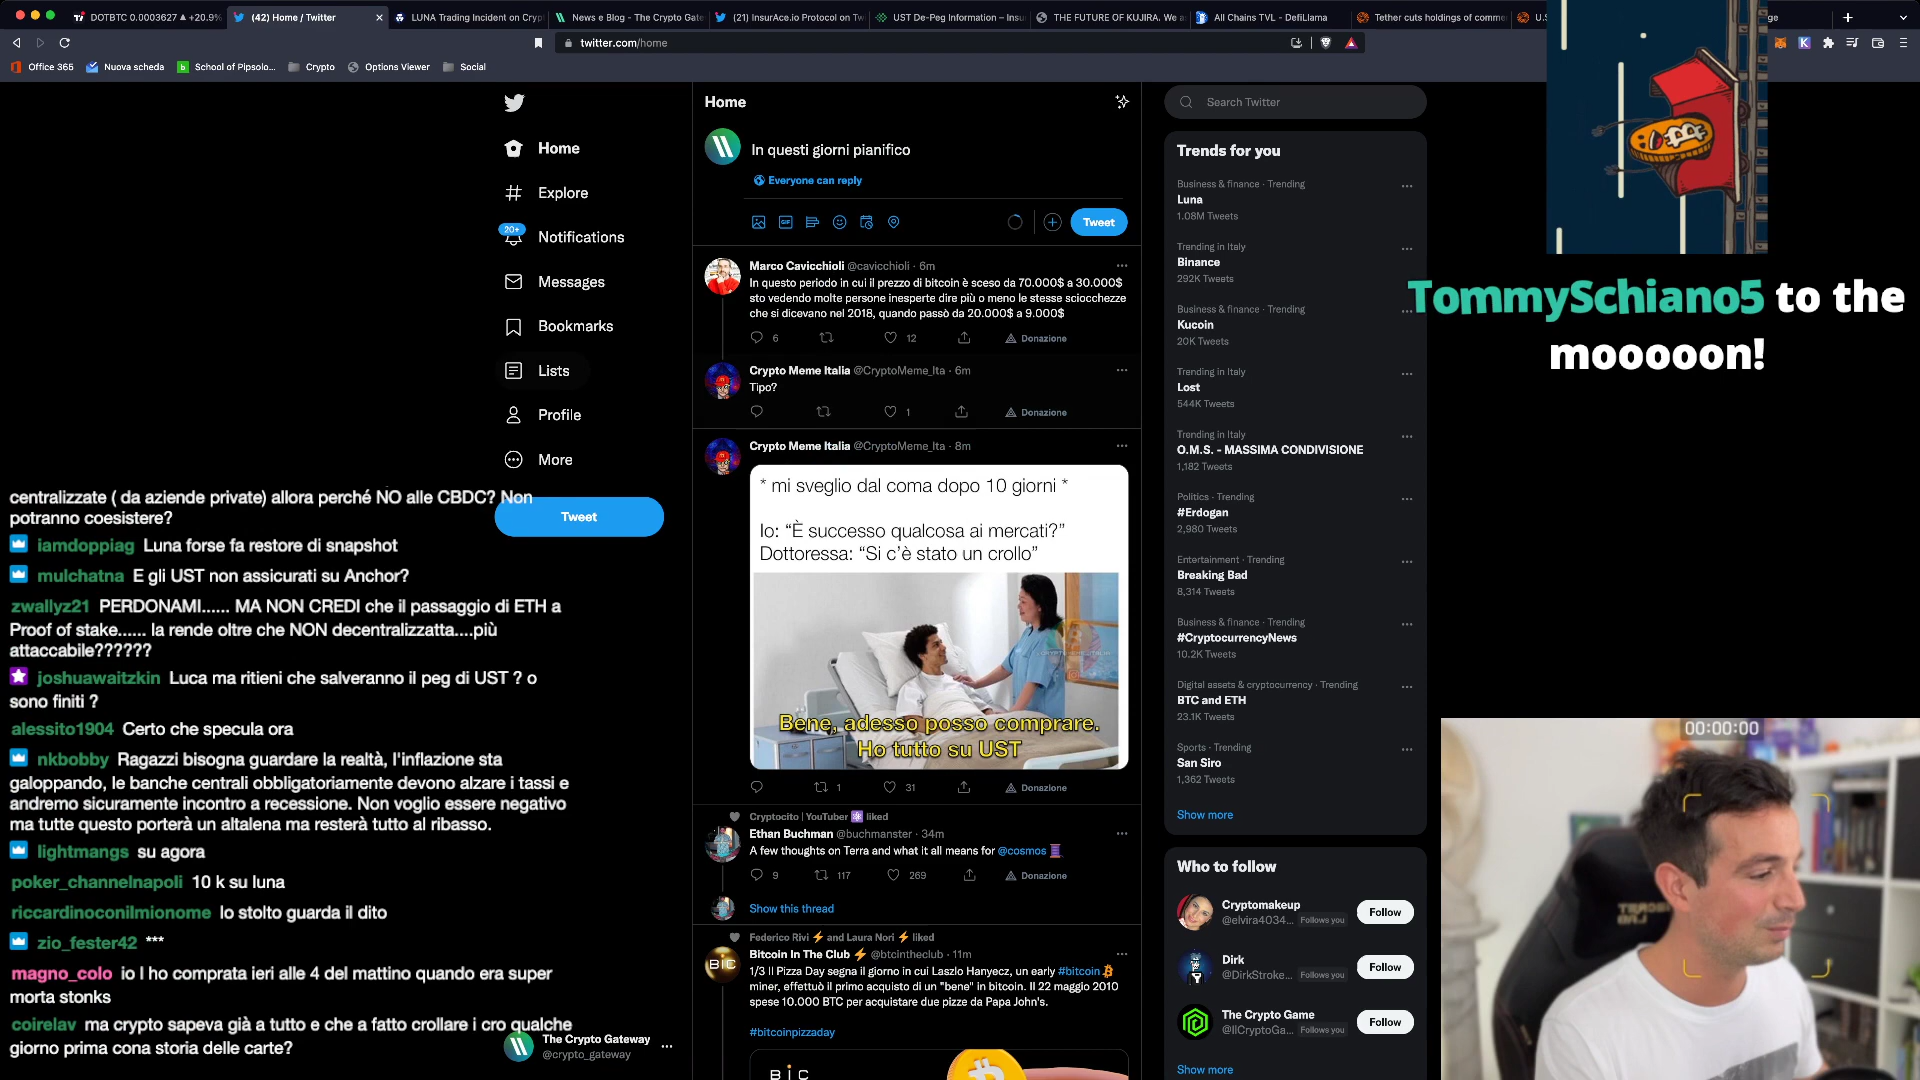 DOTBTC 0.0003627 ▲ +20.9%
(42) Home / Twitter
LUNA Trading Incident on Crypt
News e Blog - The Crypto Gate
(21) InsurAce.io Protocol on Tw
UST De-Peg Information – Insu
THE FUTURE OF KUJIRA. We a
All Chains TVL - DefiLlama
Tether cuts holdings of comme
U.S
ge
twitter.com/home
Office 365
Nuova scheda
School of Pipsolo...
Crypto
Options Viewer
Social
Home
Explore
20+
Notifications
Messages
Bookmarks
Lists
Profile
More
Tweet
The Crypto Gateway
@crypto_gateway
centralizzate ( da aziende private) allora perché NO alle CBDC? Non
potranno coesistere?
iamdoppiag Luna forse fa restore di snapshot
mulchatna E gli UST non assicurati su Anchor?
zwallyz21 PERDONAMI...... MA NON CREDI che il passaggio di ETH a
Proof of stake...... la rende oltre che NON decentralizzatta....più
attaccabile??????
joshuawaitzkin Luca ma ritieni che salveranno il peg di UST ? o
sono finiti ?
alessito1904 Certo che specula ora
nkbobby Ragazzi bisogna guardare la realtà, l'inflazione sta
galoppando, le banche centrali obbligatoriamente devono alzare i tassi e
andremo sicuramente incontro a recessione. Non voglio essere negativo
ma tutte questo porterà un altalena ma resterà tutto al ribasso.
lightmangs su agora
poker_channelnapoli 10 k su luna
riccardinoconilmionome lo stolto guarda il dito
zio_fester42 ***
magno_colo io l ho comprata ieri alle 4 del mattino quando era super
morta stonks
coirelav ma crypto sapeva già a tutto e che a fatto crollare i cro qualche
giorno prima cona storia delle carte?
Home
In questi giorni pianifico
Everyone can reply
GIF
Tweet
Marco Cavicchioli @cavicchioli · 6m
In questo periodo in cui il prezzo di bitcoin è sceso da 70.000$ a 30.000$
sto vedendo molte persone inesperte dire più o meno le stesse sciocchezze
che si dicevano nel 2018, quando passò da 20.000$ a 9.000$
6 12 Donazione
Crypto Meme Italia @CryptoMeme_Ita · 6m
Tipo?
1 Donazione
Crypto Meme Italia @CryptoMeme_Ita · 8m
* mi sveglio dal coma dopo 10 giorni *
Io: “È successo qualcosa ai mercati?”
Dottoressa: “Si c’è stato un crollo”
Bene, adesso posso comprare.
Ho tutto su UST
1 31 Donazione
Cryptocito | YouTuber liked
Ethan Buchman @buchmanster · 34m
A few thoughts on Terra and what it all means for @cosmos
9 117 269 Donazione
Show this thread
Federico Rivi ⚡ and Laura Nori ⚡ liked
Bitcoin In The Club ⚡ @btcintheclub · 11m
BIC
1/3 Il Pizza Day segna il giorno in cui Laszlo Hanyecz, un early #bitcoin
miner, effettuò il primo acquisto di un "bene" in bitcoin. Il 22 maggio 2010
spese 10.000 BTC per acquistare due pizze da Papa John's.
#bitcoinpizzaday
BIC
Search Twitter
Trends for you
Business & finance · Trending
Luna
1.08M Tweets
Trending in Italy
Binance
292K Tweets
Business & finance · Trending
Kucoin
20K Tweets
Trending in Italy
Lost
544K Tweets
Trending in Italy
O.M.S. - MASSIMA CONDIVISIONE
1,182 Tweets
Politics · Trending
#Erdogan
2,980 Tweets
Entertainment · Trending
Breaking Bad
8,314 Tweets
Business & finance · Trending
#CryptocurrencyNews
10.2K Tweets
Digital assets & cryptocurrency · Trending
BTC and ETH
23.1K Tweets
Sports · Trending
San Siro
1,362 Tweets
Show more
Who to follow
Cryptomakeup
@elvira4034... Follows you
Follow
Dirk
@DirkStroke... Follows you
Follow
The Crypto Game
@IlCryptoGa... Follows you
Follow
Show more
TommySchiano5 to the
mooooon!
00:00:00
SECRET
LAB